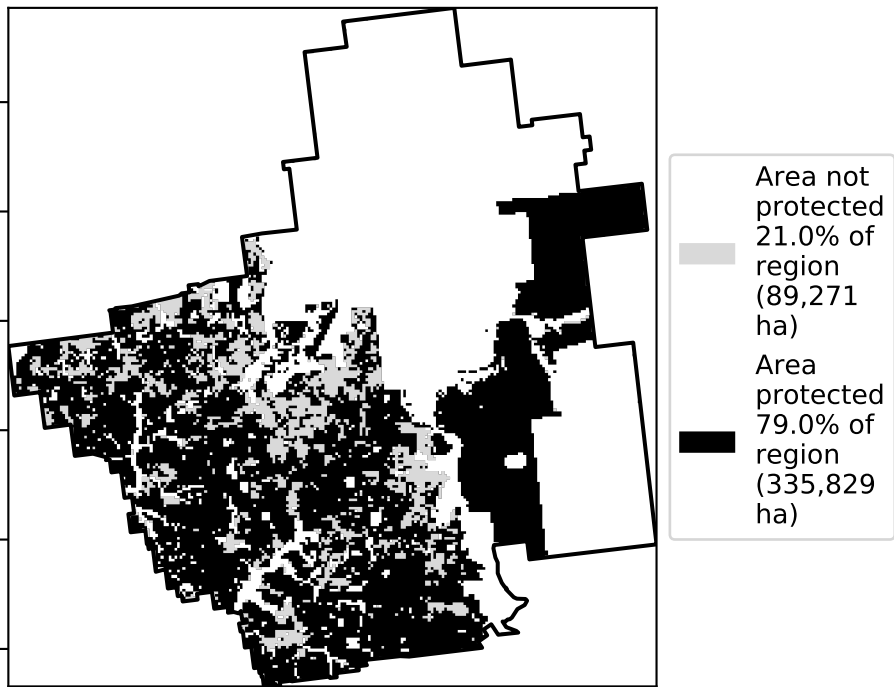 Area not
protected
21.0% of
region
(89,271
ha)
Area
protected
79.0% of
region
(335,829
ha)